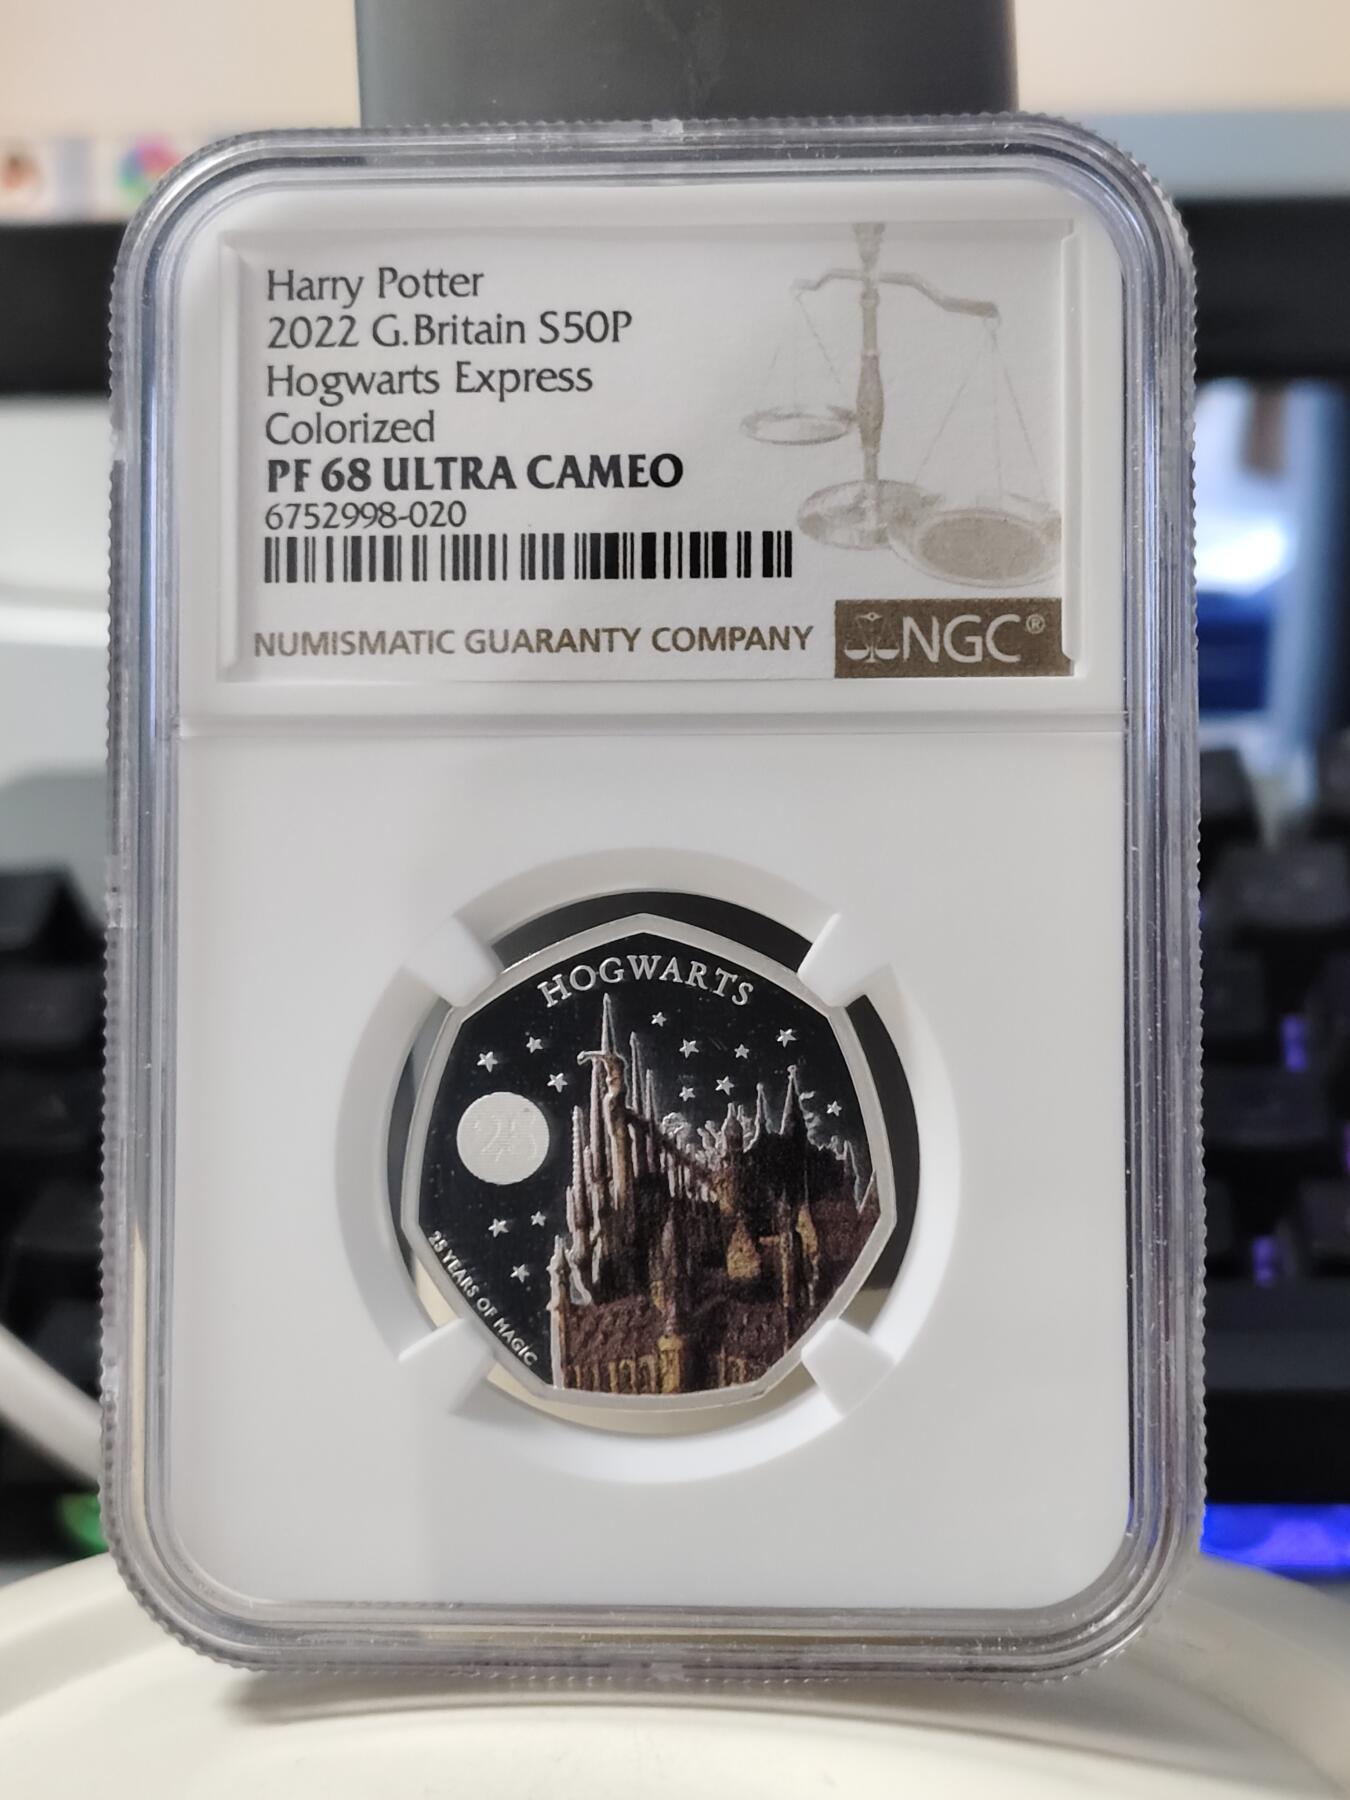 Harry Potter
2022 G.Britain S50P
Hogwarts Express
Colorized
PF 68 ULTRA CAMEO
6752998-020
NUMISMATIC GUARANTY COMPANY
NGC®
HOGWARTS
25
25 YEARS OF MAGIC